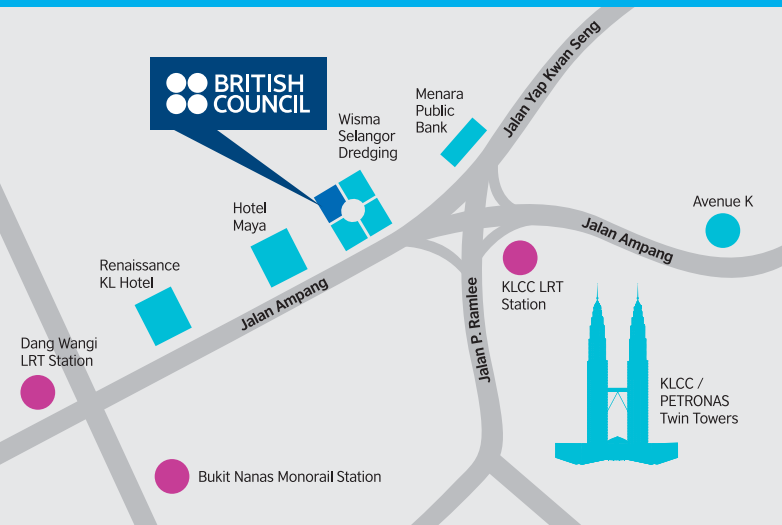 BRITISH
COUNCIL
Jalan Yap Kwan Seng
Menara
Public
Bank
Wisma
Selangor
Dredging
Hotel
Maya
Avenue K
Jalan Ampang
Renaissance
KL Hotel
KLCC LRT
Station
Jalan Ampang
Jalan P. Ramlee
Dang Wangi
LRT Station
KLCC /
PETRONAS
Twin Towers
Bukit Nanas Monorail Station